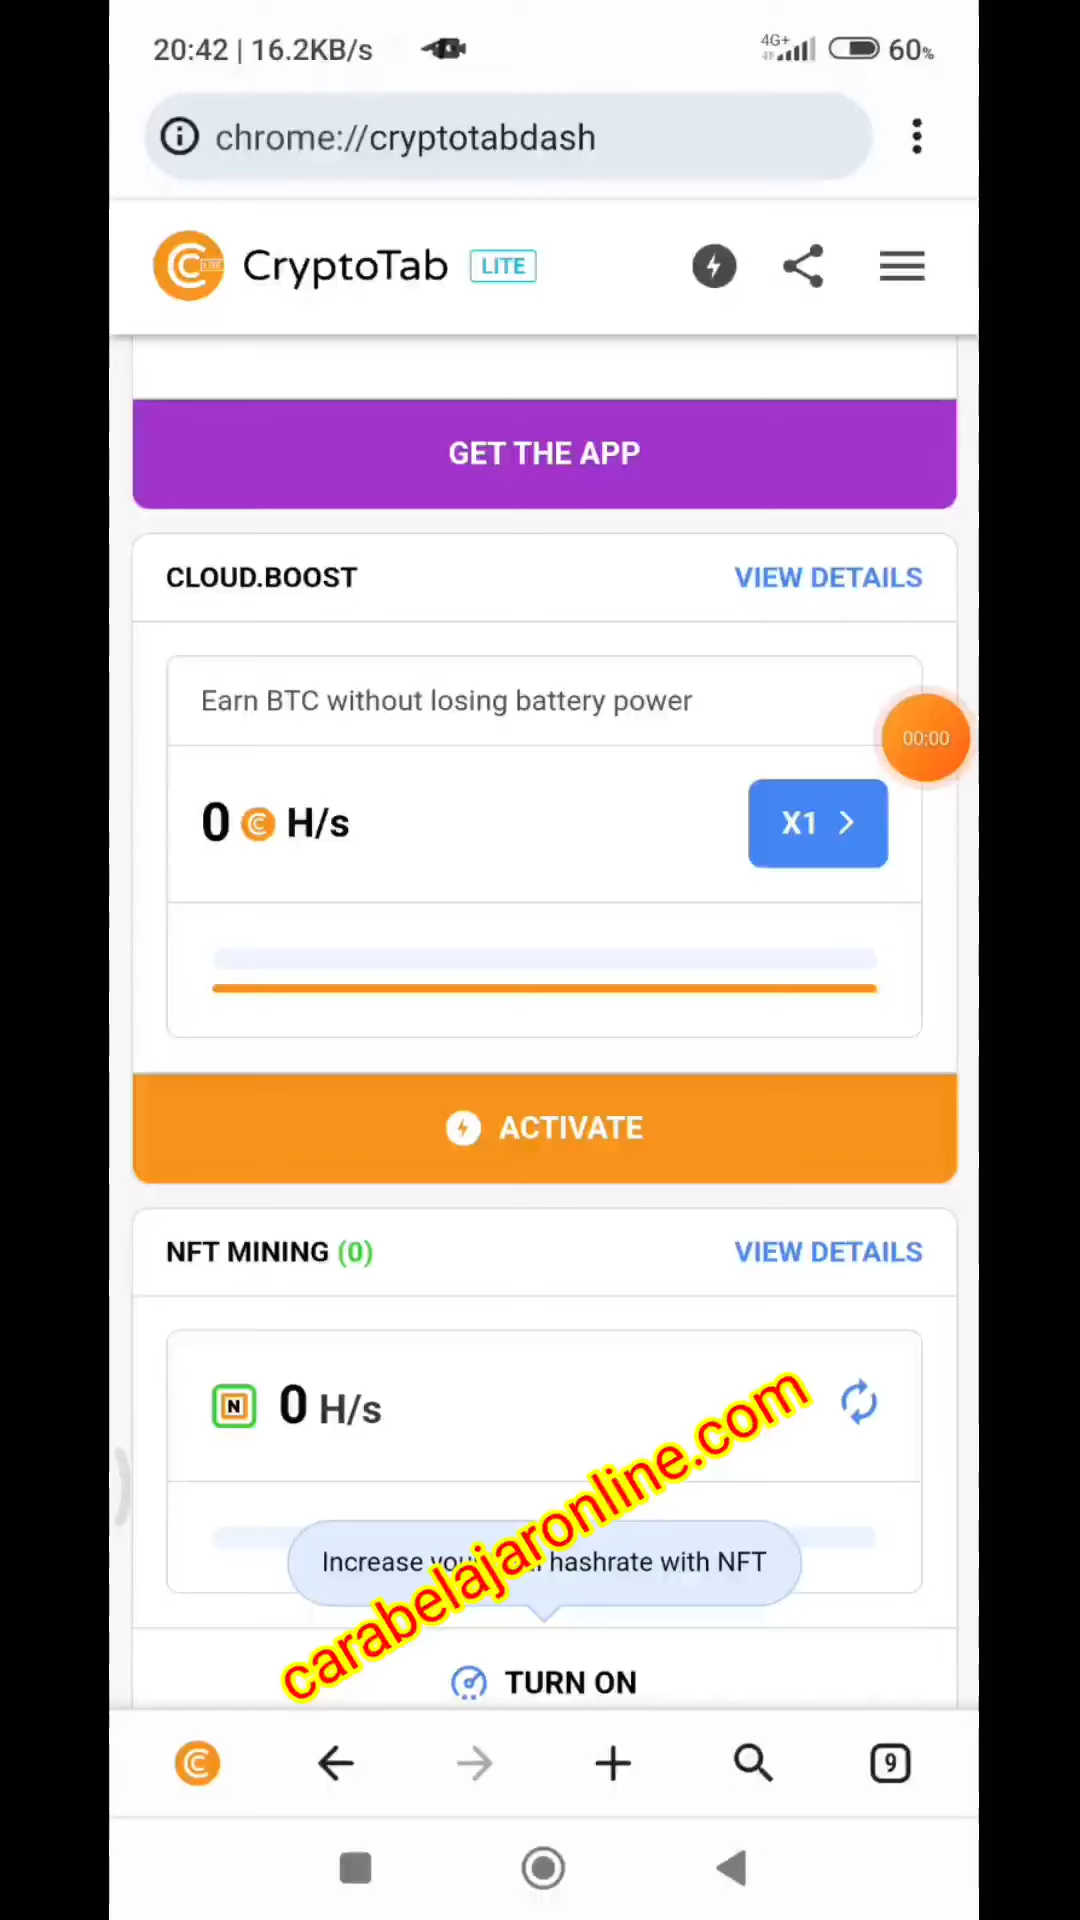 20:42 | 16.2KB/s
4G+ 60%
chrome://cryptotabdash
CryptoTab LITE
GET THE APP
CLOUD.BOOST VIEW DETAILS
Earn BTC without losing battery power
00:00
0 H/s X1
ACTIVATE
NFT MINING (0) VIEW DETAILS
N 0 H/s
carabelajaronline.com
Increase hashrate with NFT
TURN ON
9